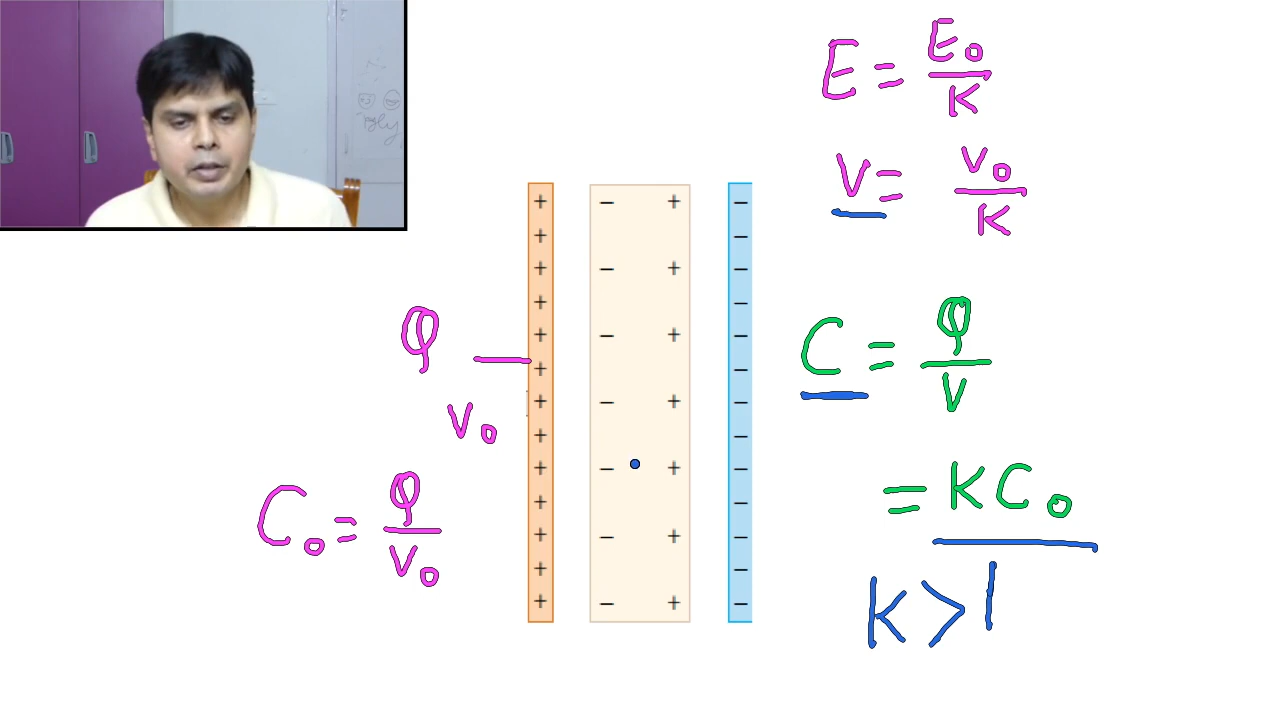 E = E₀/K
V = V₀/K
Q
V₀
C₀ = Q/V₀
C = Q/V
= KC₀
K > 1
+ − + −
+ −
+ − + −
+ −
+ − + −
+ −
+ − + −
+ −
+ − + −
+ −
+ − + −
+ −
+ − + −